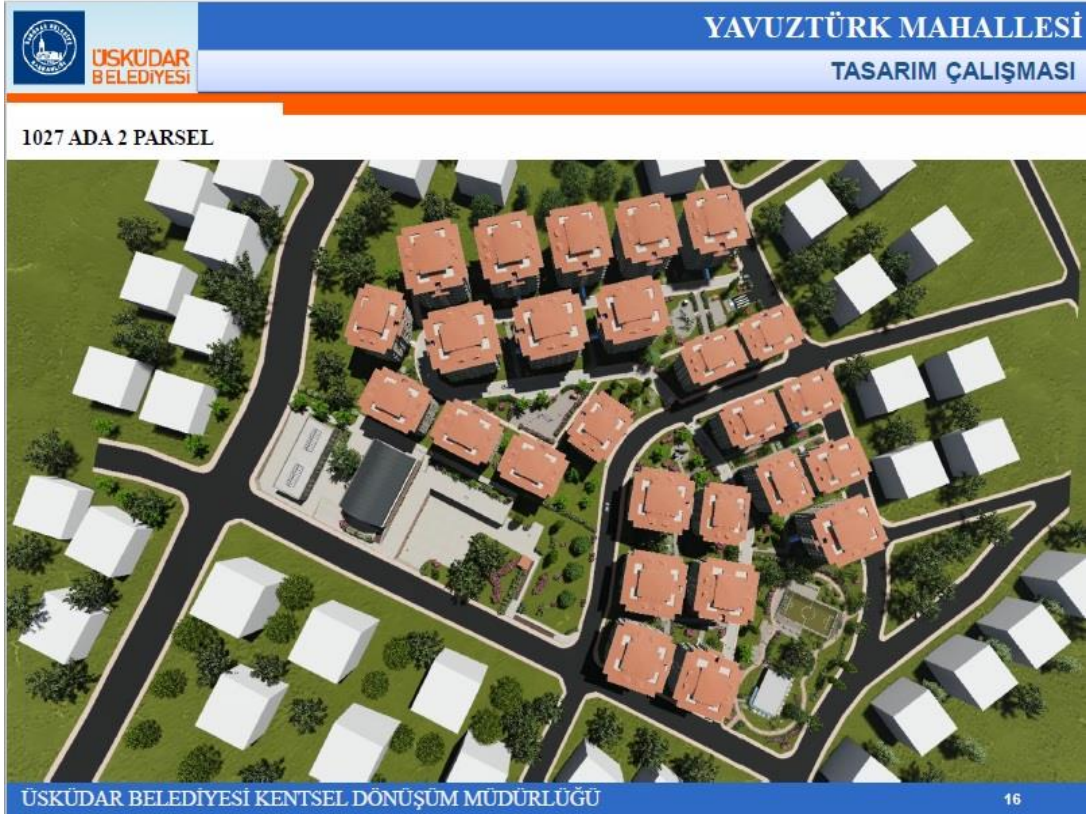 YAVUZTÜRK MAHALLESİ
ÜSKÜDAR
BELEDİYESİ
TASARIM ÇALIŞMASI
1027 ADA 2 PARSEL
ÜSKÜDAR BELEDİYESİ KENTSEL DÖNÜŞÜM MÜDÜRLÜĞÜ
16